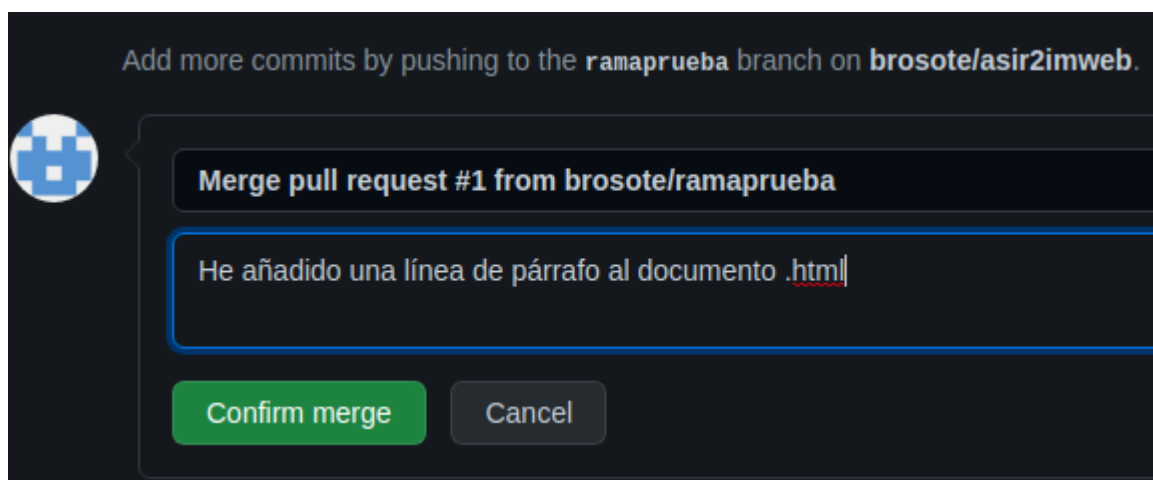 Add more commits by pushing to the ramaprueba branch on brosote/asir2imweb.
Merge pull request #1 from brosote/ramaprueba
He añadido una línea de párrafo al documento .html
Confirm merge
Cancel